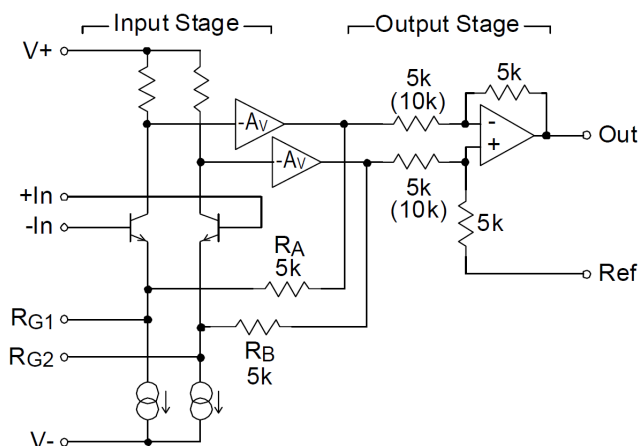 Input Stage
Output Stage
V+
5k
(10k)
5k
-AV
-
Out
-AV
+
+In
5k
(10k)
5k
-In
RA
5k
Ref
RG1
RG2
RB
5k
V-